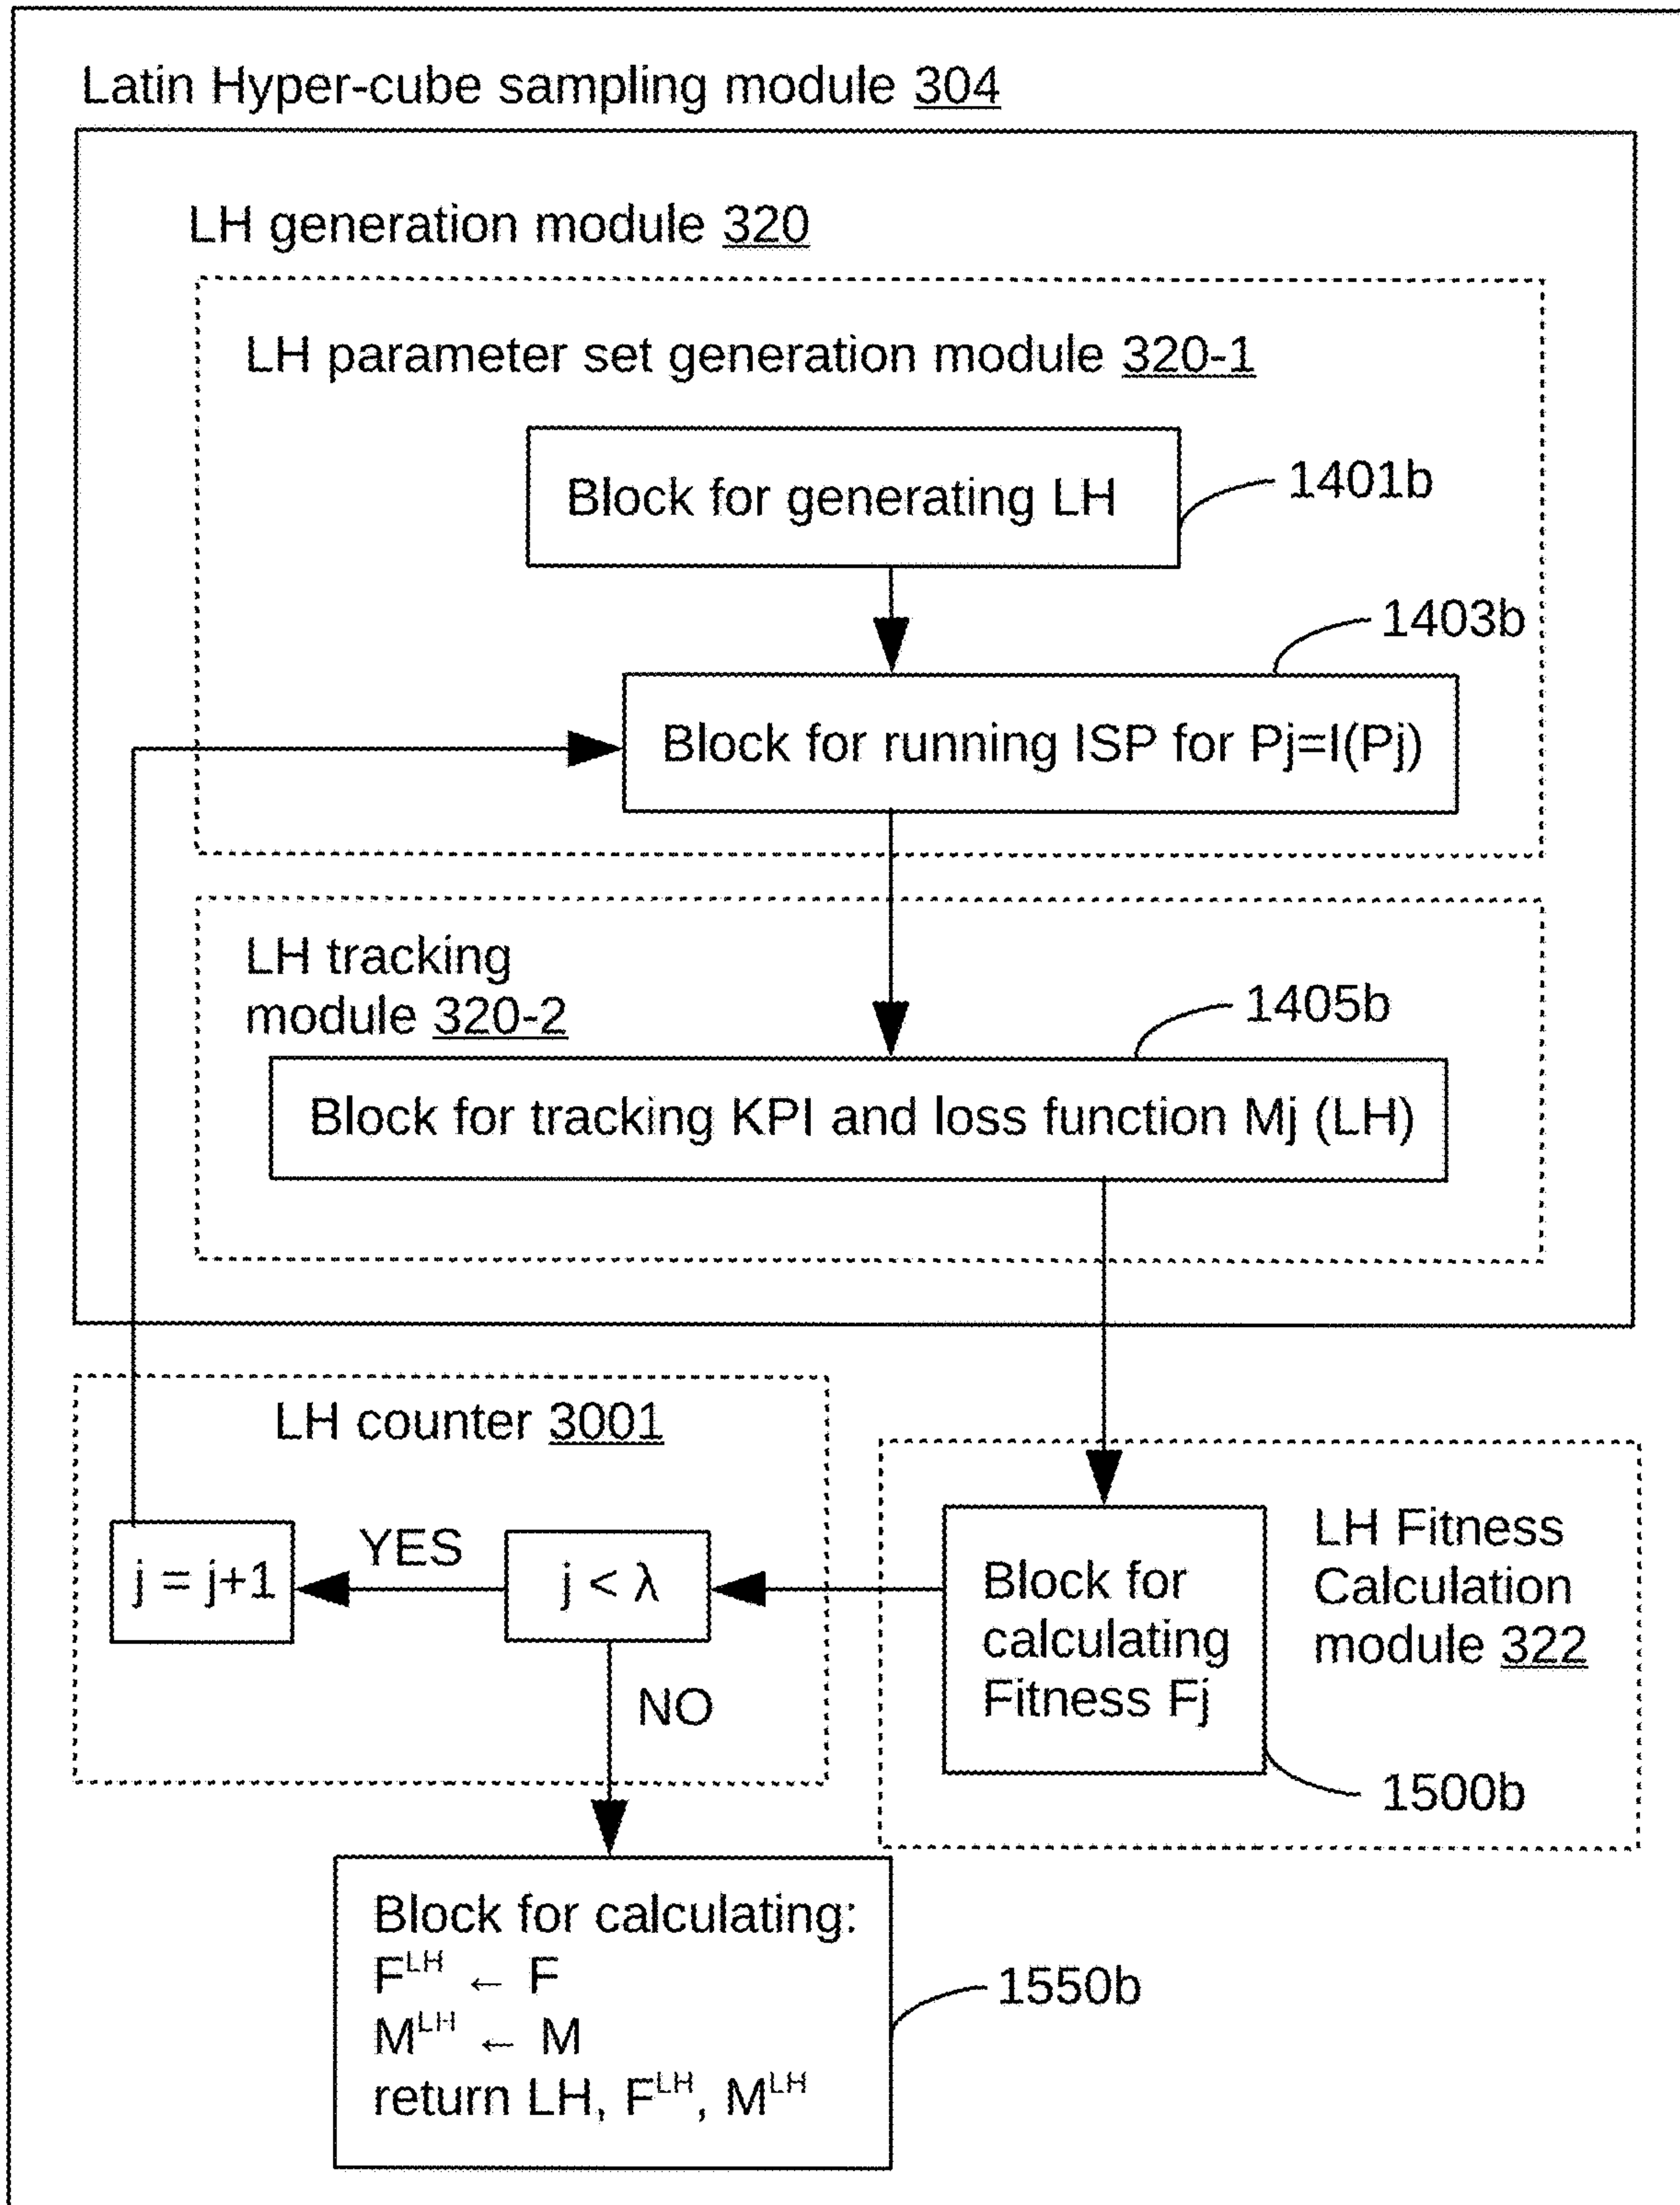 Latin Hyper-cube sampling module 304
LH generation module 320
LH parameter set generation module 320-1
Block for generating LH
1401b
1403b
Block for running ISP for Pj=I(Pj)
LH tracking
module 320-2
1405b
Block for tracking KPI and loss function Mj (LH)
LH counter 3001
j = j+1
YES
j < λ
NO
Block for
calculating
Fitness Fj
LH Fitness
Calculation
module 322
1500b
Block for calculating:
F^LH ← F
M^LH ← M
return LH, F^LH, M^LH
1550b